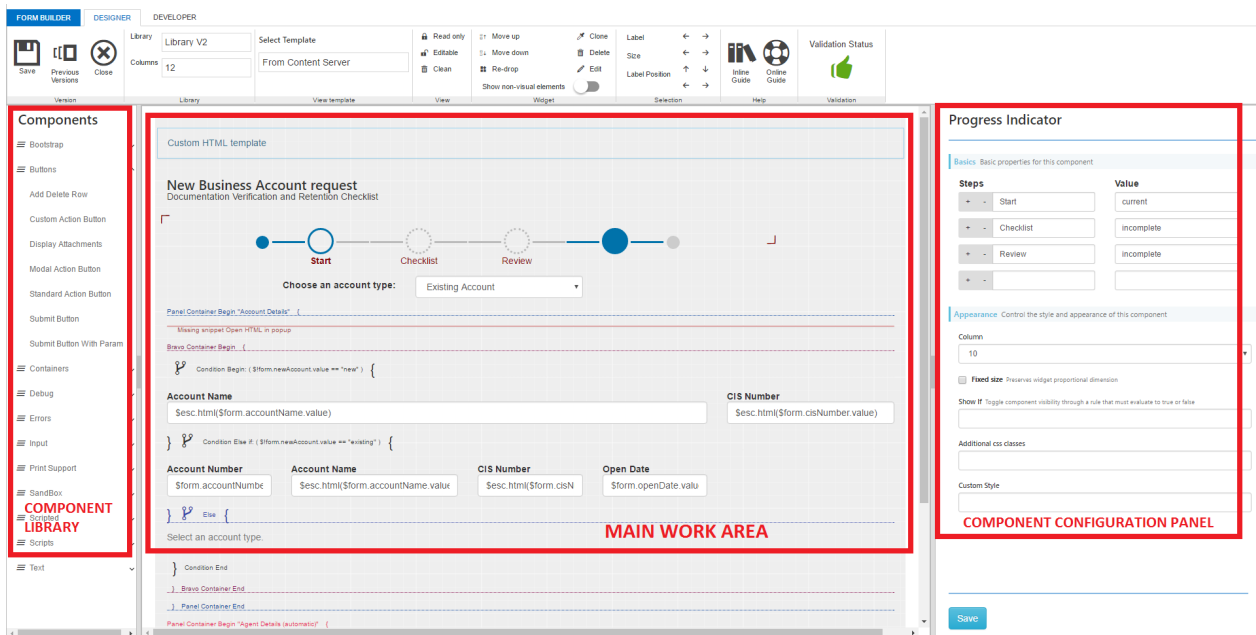 FORM BUILDER DESIGNER DEVELOPER
Library Library V2
Columns 12
Select Template
From Content Server
Read only
Editable
Clean
Move up
Move down
Re-drop
Show non-visual elements
Clone
Delete
Edit
Label
Size
Label Position
Validation Status
Save Previous Versions Close
Inline Guide Online Guide
Version Library View template View Widget Selection Help Validation
Components
Bootstrap
Buttons
Add Delete Row
Custom Action Button
Display Attachments
Modal Action Button
Standard Action Button
Submit Button
Submit Button With Param
Containers
Debug
Errors
Input
Print Support
SandBox
COMPONENT
Scripted
LIBRARY
Scripts
Text
Custom HTML template
New Business Account request
Documentation Verification and Retention Checklist
Start Checklist Review
Choose an account type: Existing Account
Panel Container Begin "Account Details" {
Missing snippet Open HTML in popup
Bravo Container Begin {
Condition Begin: ( $!form.newAccount.value == "new" ) {
Account Name CIS Number
$esc.html($form.accountName.value) $esc.html($form.cisNumber.value)
} Condition Else if: ( $!form.newAccount.value == "existing" ) {
Account Number Account Name CIS Number Open Date
$form.accountNumbe $esc.html($form.accountName.value $esc.html($form.cisN $form.openDate.valu
} Else {
MAIN WORK AREA
Select an account type.
} Condition End
} Bravo Container End
} Panel Container End
Panel Container Begin "Agent Details (automatic)" {
Progress Indicator
Basics Basic properties for this component
Steps Value
+ - Start current
+ - Checklist incomplete
+ - Review incomplete
+ -
Appearance Control the style and appearance of this component
Column
10
Fixed size Preserves widget proportional dimension
Show If Toggle component visibility through a rule that must evaluate to true or false
Additional css classes
Custom Style
COMPONENT CONFIGURATION PANEL
Save